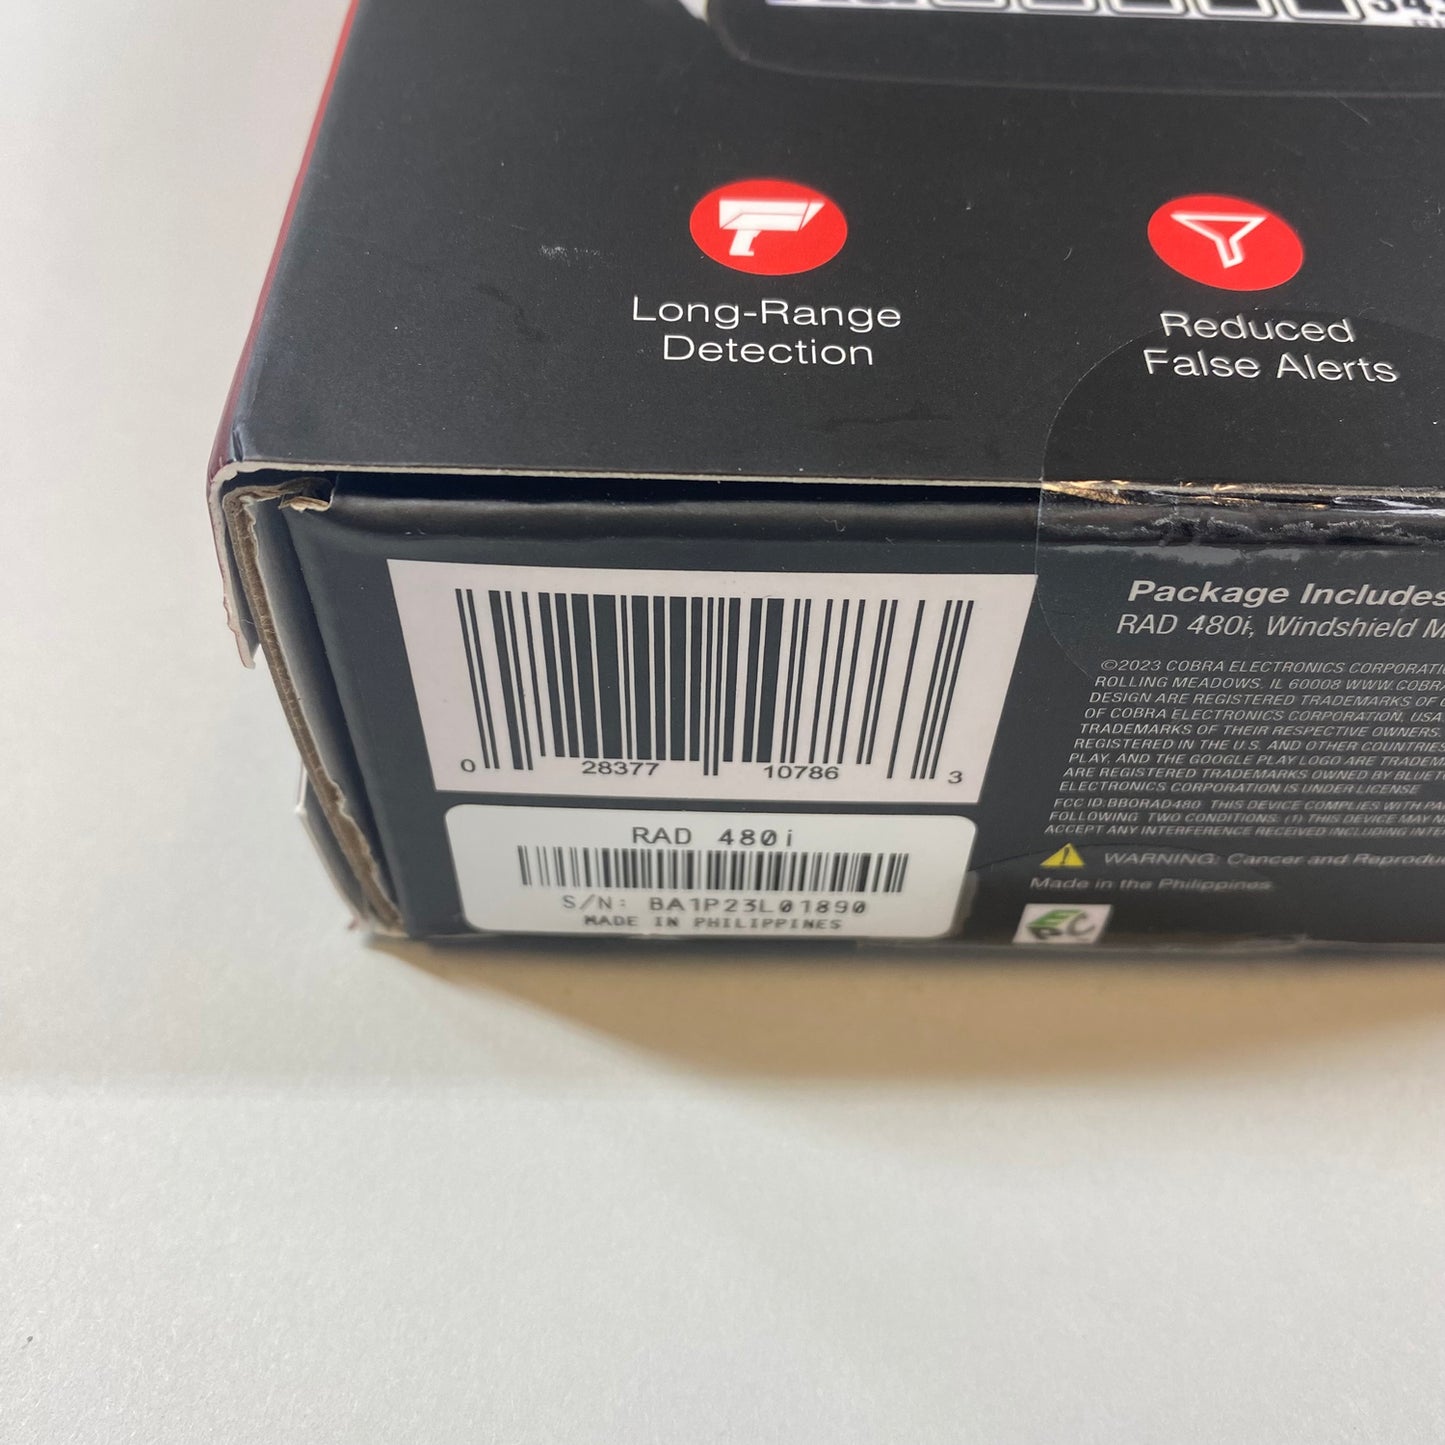 Long-Range
Detection
Reduced
False Alerts
0 28377 10786 3
RAD 480i
S/N: BA1P23L01890
MADE IN PHILIPPINES
Package Includes
RAD 480i, Windshield M
©2023 COBRA ELECTRONICS CORPORATI
ROLLING MEADOWS, IL 60008 WWW.COBRA
DESIGN ARE REGISTERED TRADEMARKS OF C
OF COBRA ELECTRONICS CORPORATION, USA
TRADEMARKS OF THEIR RESPECTIVE OWNERS.
REGISTERED IN THE U.S. AND OTHER COUNTRIES
PLAY, AND THE GOOGLE PLAY LOGO ARE TRADEM
ARE REGISTERED TRADEMARKS OWNED BY BLUET
ELECTRONICS CORPORATION IS UNDER LICENSE
FCC ID:BBORAD480 THIS DEVICE COMPLIES WITH PA
FOLLOWING TWO CONDITIONS: (1) THIS DEVICE MAY N
ACCEPT ANY INTERFERENCE RECEIVED INCLUDING INTE
WARNING: Cancer and Reprodu
Made in the Philippines